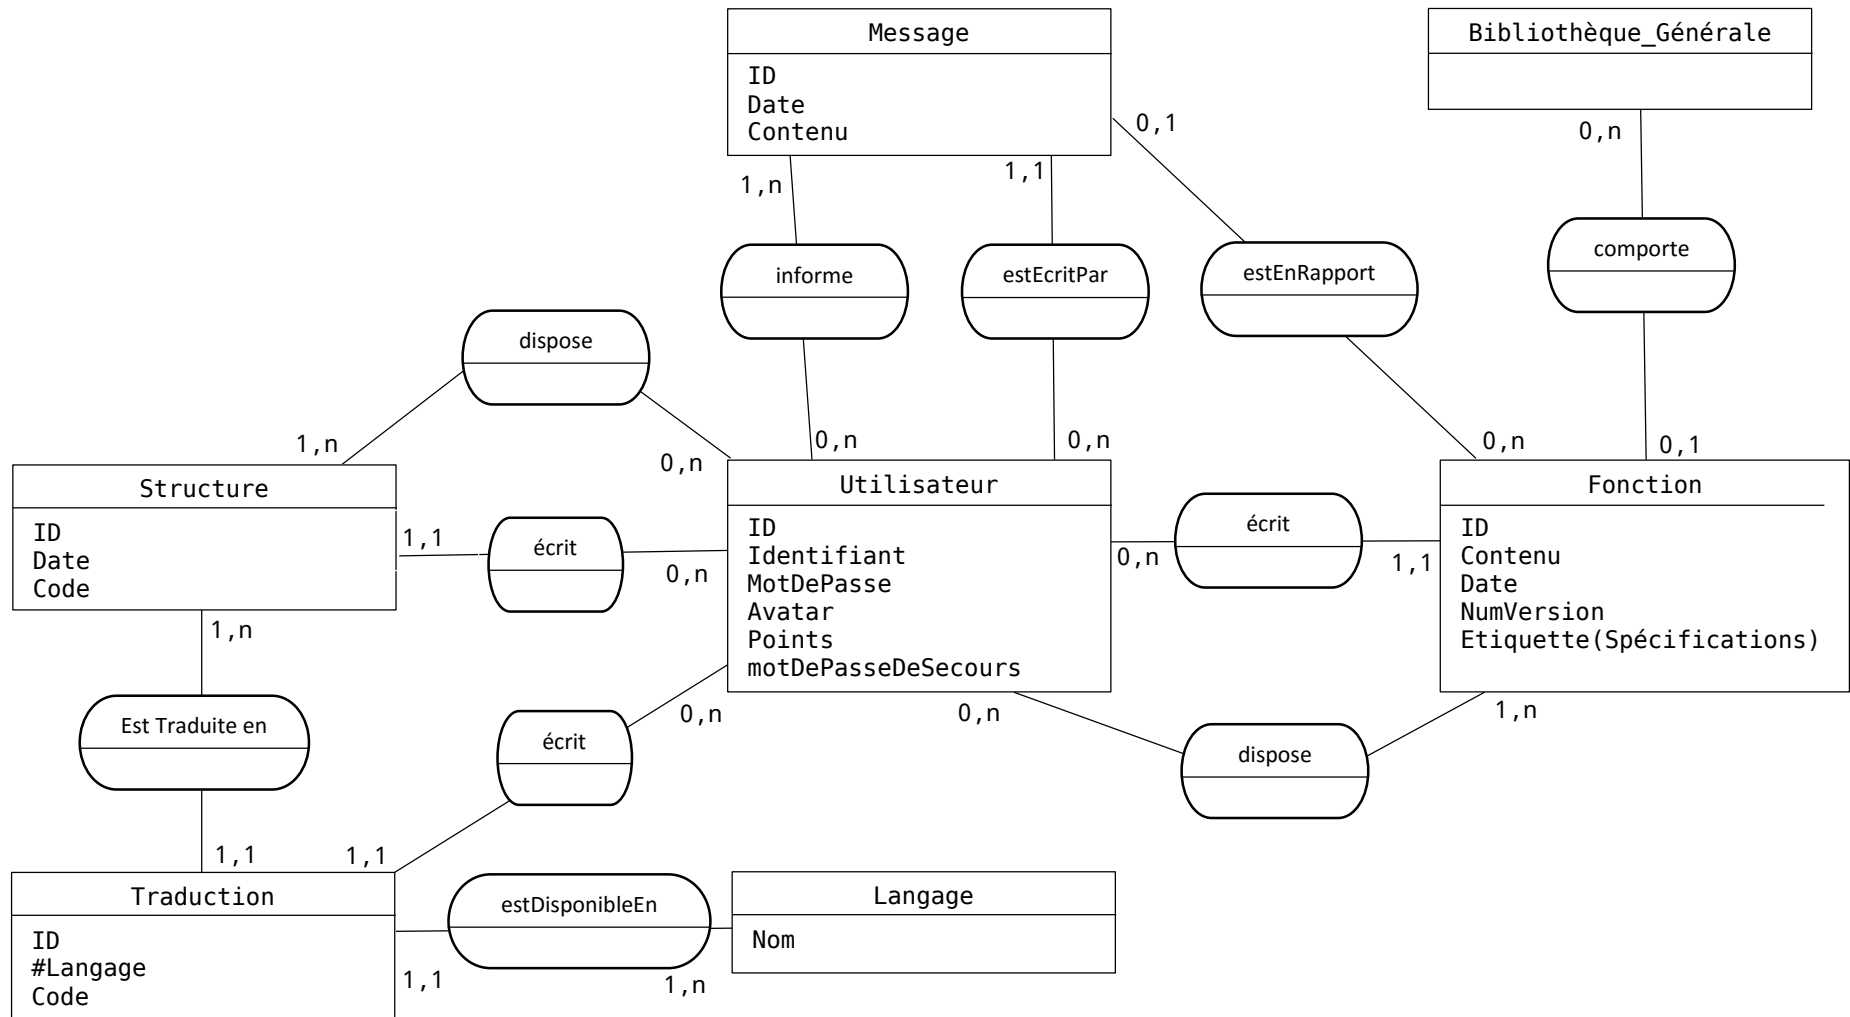 Message
ID
Date
Contenu
Bibliothèque_Générale
0,1
0,n
1,n
1,1
informe
estEcritPar
estEnRapport
comporte
dispose
1,n
0,n
0,n
0,n
0,n
0,1
Structure
ID
Date
Code
1,1
écrit
0,n
Utilisateur
ID
Identifiant
MotDePasse
Avatar
Points
motDePasseDeSecours
0,n
écrit
1,1
Fonction
ID
Contenu
Date
NumVersion
Etiquette(Spécifications)
1,n
Est Traduite en
écrit
0,n
0,n
dispose
1,n
1,1
1,1
Traduction
ID
#Langage
Code
1,1
estDisponibleEn
1,n
Langage
Nom